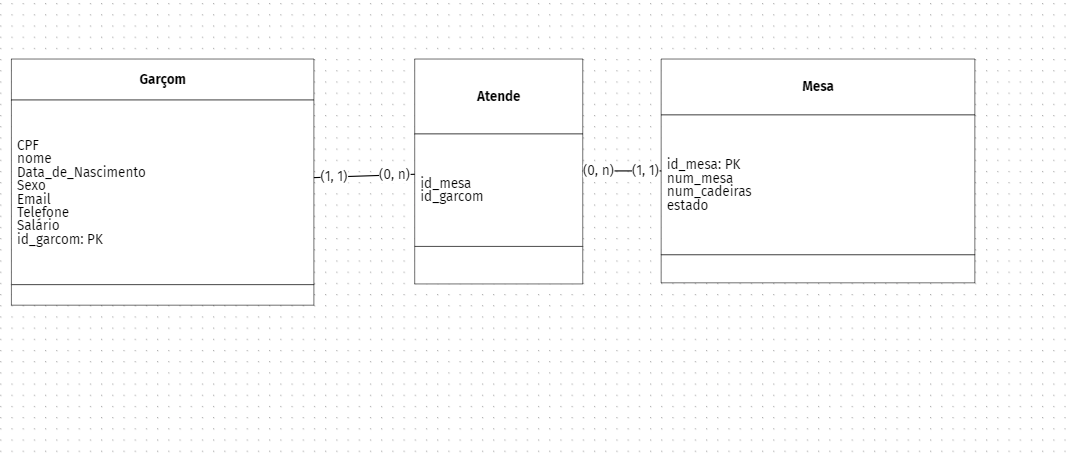 Garçom
CPF
nome
Data_de_Nascimento
Sexo
Email
Telefone
Salário
id_garcom: PK
(1, 1)
(0, n)
Atende
id_mesa
id_garcom
(0, n)
(1, 1)
Mesa
id_mesa: PK
num_mesa
num_cadeiras
estado